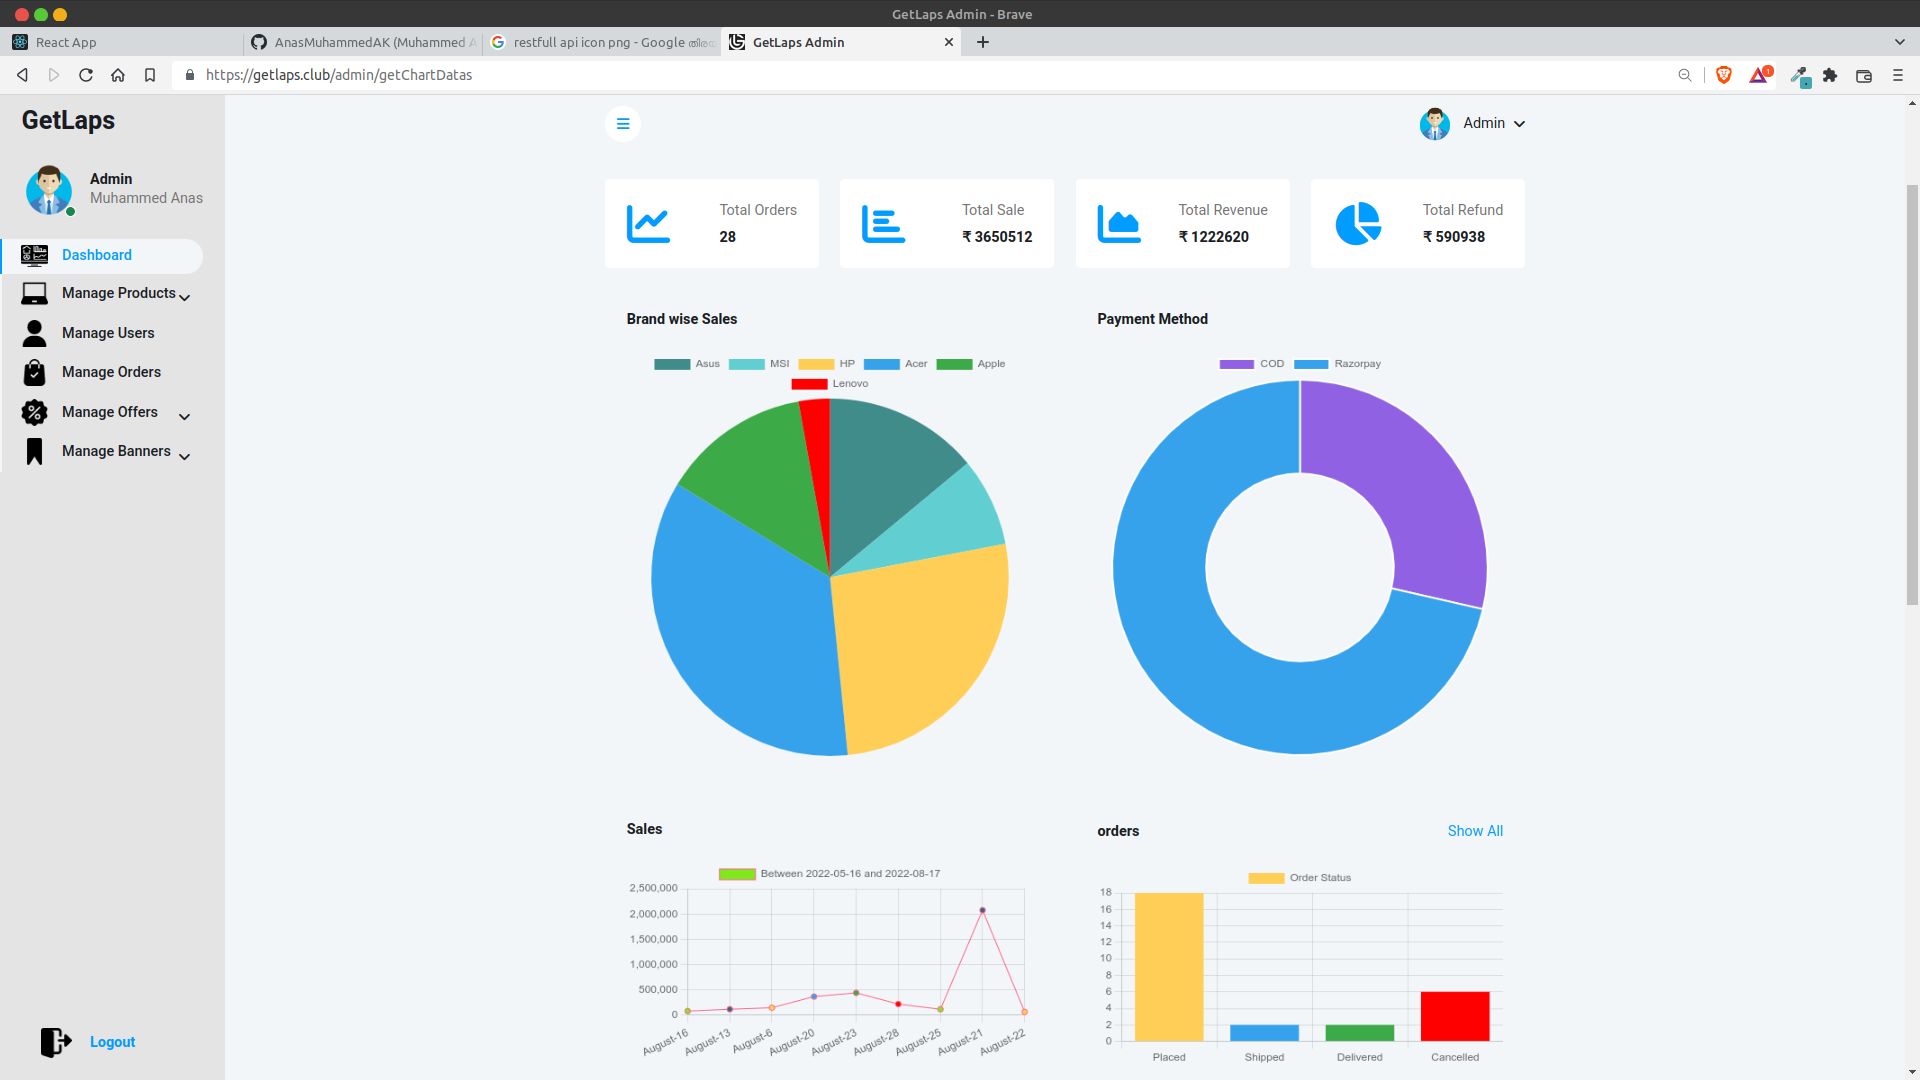 GetLaps Admin - Brave
React App
AnasMuhammedAK (Muhammed A
restfull api icon png - Google തിര
GetLaps Admin
https://getlaps.club/admin/getChartDatas
1
GetLaps
Admin
Muhammed Anas
Dashboard
Manage Products
Manage Users
Manage Orders
Manage Offers
Manage Banners
Logout
Admin
Total Orders
28
Total Sale
₹ 3650512
Total Revenue
₹ 1222620
Total Refund
₹ 590938
Brand wise Sales
Asus MSI HP Acer Apple
Lenovo
Payment Method
COD Razorpay
Sales
Between 2022-05-16 and 2022-08-17
2,500,000
2,000,000
1,500,000
1,000,000
500,000
0
August-16 August-13 August-6 August-20 August-23 August-28 August-25 August-21 August-22
orders
Show All
Order Status
18
16
14
12
10
8
6
4
2
0
Placed Shipped Delivered Cancelled